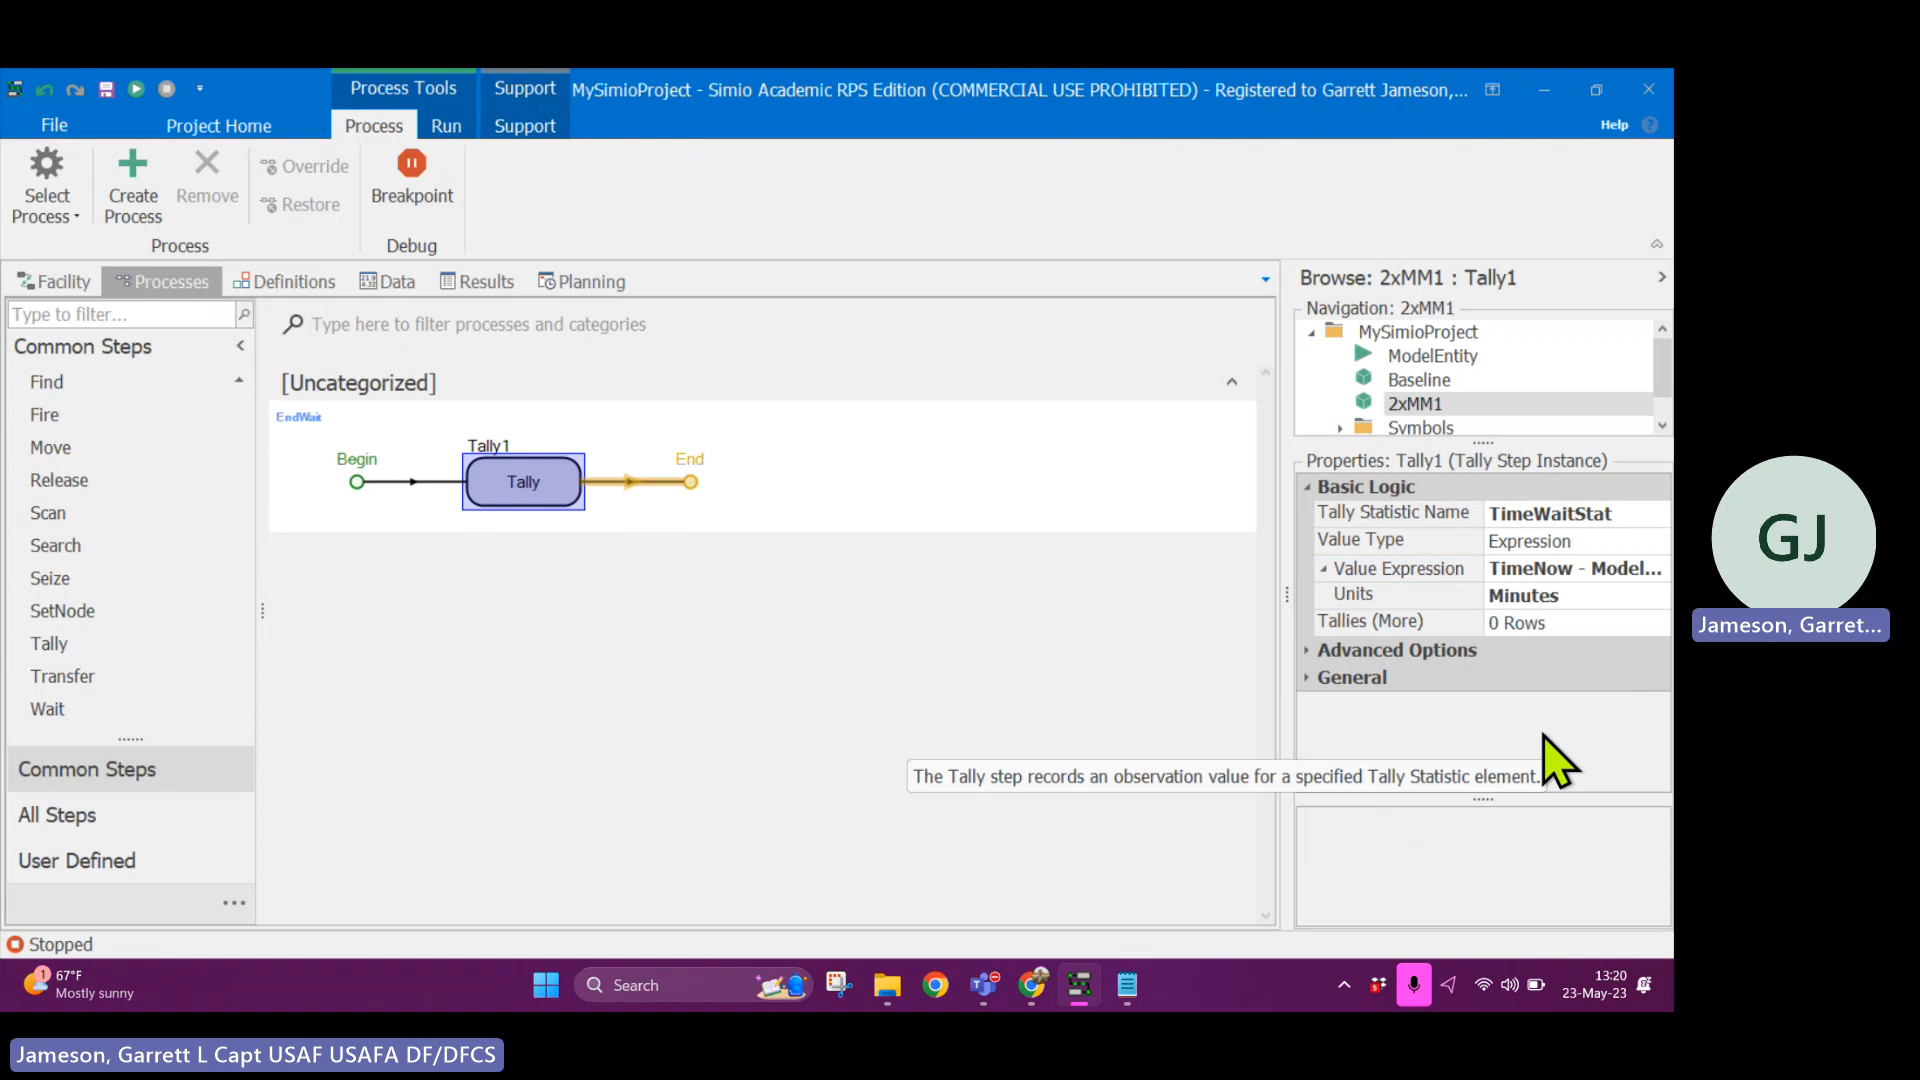 Process Tools
Support
MySimioProject - Simio Academic RPS Edition (COMMERCIAL USE PROHIBITED) - Registered to Garrett Jameson,...
File
Project Home
Process
Run
Support
Help
Select
Process
Create
Process
Remove
Override
Restore
Breakpoint
Process
Debug
Facility
Processes
Definitions
Data
Results
Planning
Type to filter...
Common Steps
Find
Fire
Move
Release
Scan
Search
Seize
SetNode
Tally
Transfer
Wait
Common Steps
All Steps
User Defined
Type here to filter processes and categories
[Uncategorized]
EndWait
Begin
Tally1
Tally
End
The Tally step records an observation value for a specified Tally Statistic element.
Browse: 2xMM1 : Tally1
Navigation: 2xMM1
MySimioProject
ModelEntity
Baseline
2xMM1
Symbols
Properties: Tally1 (Tally Step Instance)
Basic Logic
Tally Statistic Name TimeWaitStat
Value Type Expression
Value Expression TimeNow - Model...
Units Minutes
Tallies (More) 0 Rows
Advanced Options
General
GJ
Jameson, Garret...
Stopped
1
67°F
Mostly sunny
Search
13:20
23-May-23
Jameson, Garrett L Capt USAF USAFA DF/DFCS